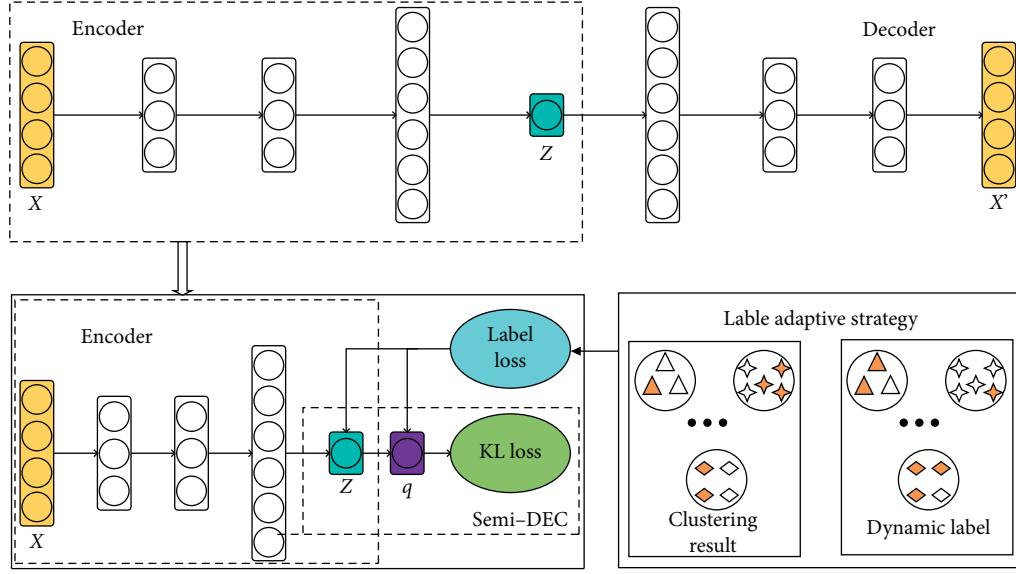 Encoder
Decoder
X
Z
X'
Encoder
Label
loss
Lable adaptive strategy
KL loss
X
Z
q
Semi–DEC
Clustering
result
Dynamic label